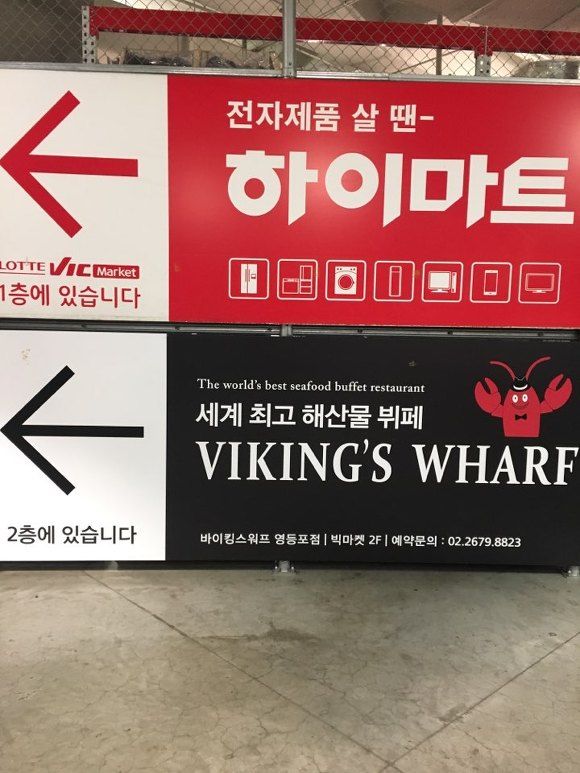 전자제품 살 땐-
하이마트
LOTTE ViC Market
1층에 있습니다
The world's best seafood buffet restaurant
세계 최고 해산물 뷔페
VIKING'S WHARF
2층에 있습니다
바이킹스워프 영등포점 | 빅마켓 2F | 예약문의 : 02.2679.8823